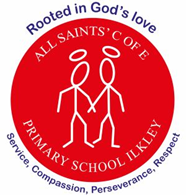 Rooted in God's love
ALL SAINTS' C OF E
PRIMARY SCHOOL ILKLEY
Service, Compassion, Perseverance, Respect